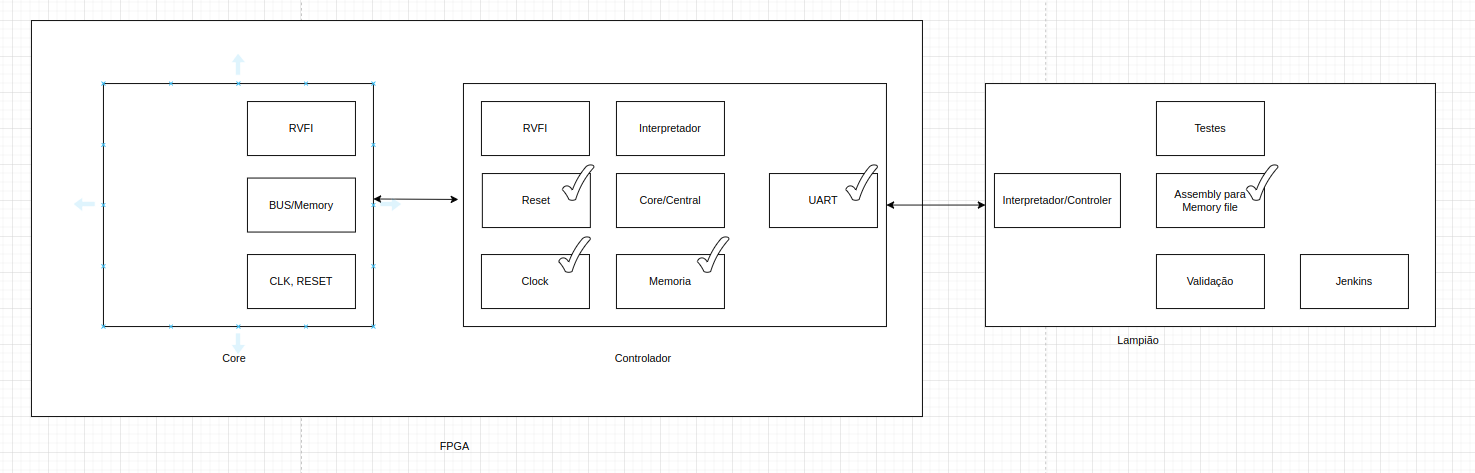 RVFI
BUS/Memory
CLK, RESET
Core
RVFI
Interpretador
Reset
Core/Central
UART
Clock
Memoria
Controlador
FPGA
Testes
Interpretador/Controler
Assembly para
Memory file
Validação
Jenkins
Lampião